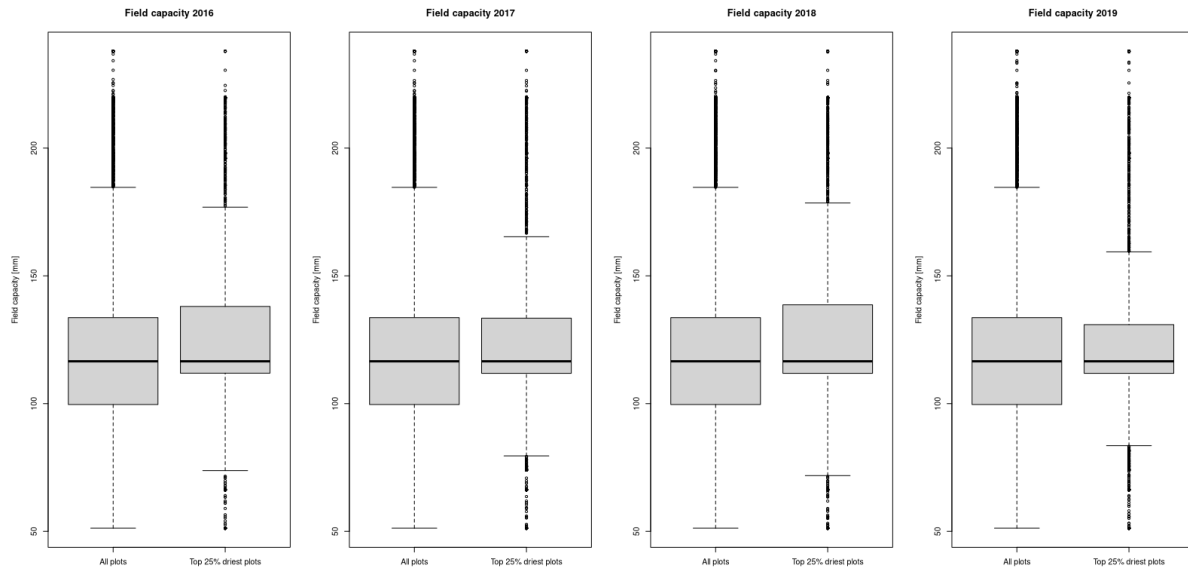 Field capacity 2016
Field capacity [mm]
200
150
100
50
All plots
Top 25% driest plots
Field capacity 2017
Field capacity [mm]
200
150
100
50
All plots
Top 25% driest plots
Field capacity 2018
Field capacity [mm]
200
150
100
50
All plots
Top 25% driest plots
Field capacity 2019
Field capacity [mm]
200
150
100
50
All plots
Top 25% driest plots